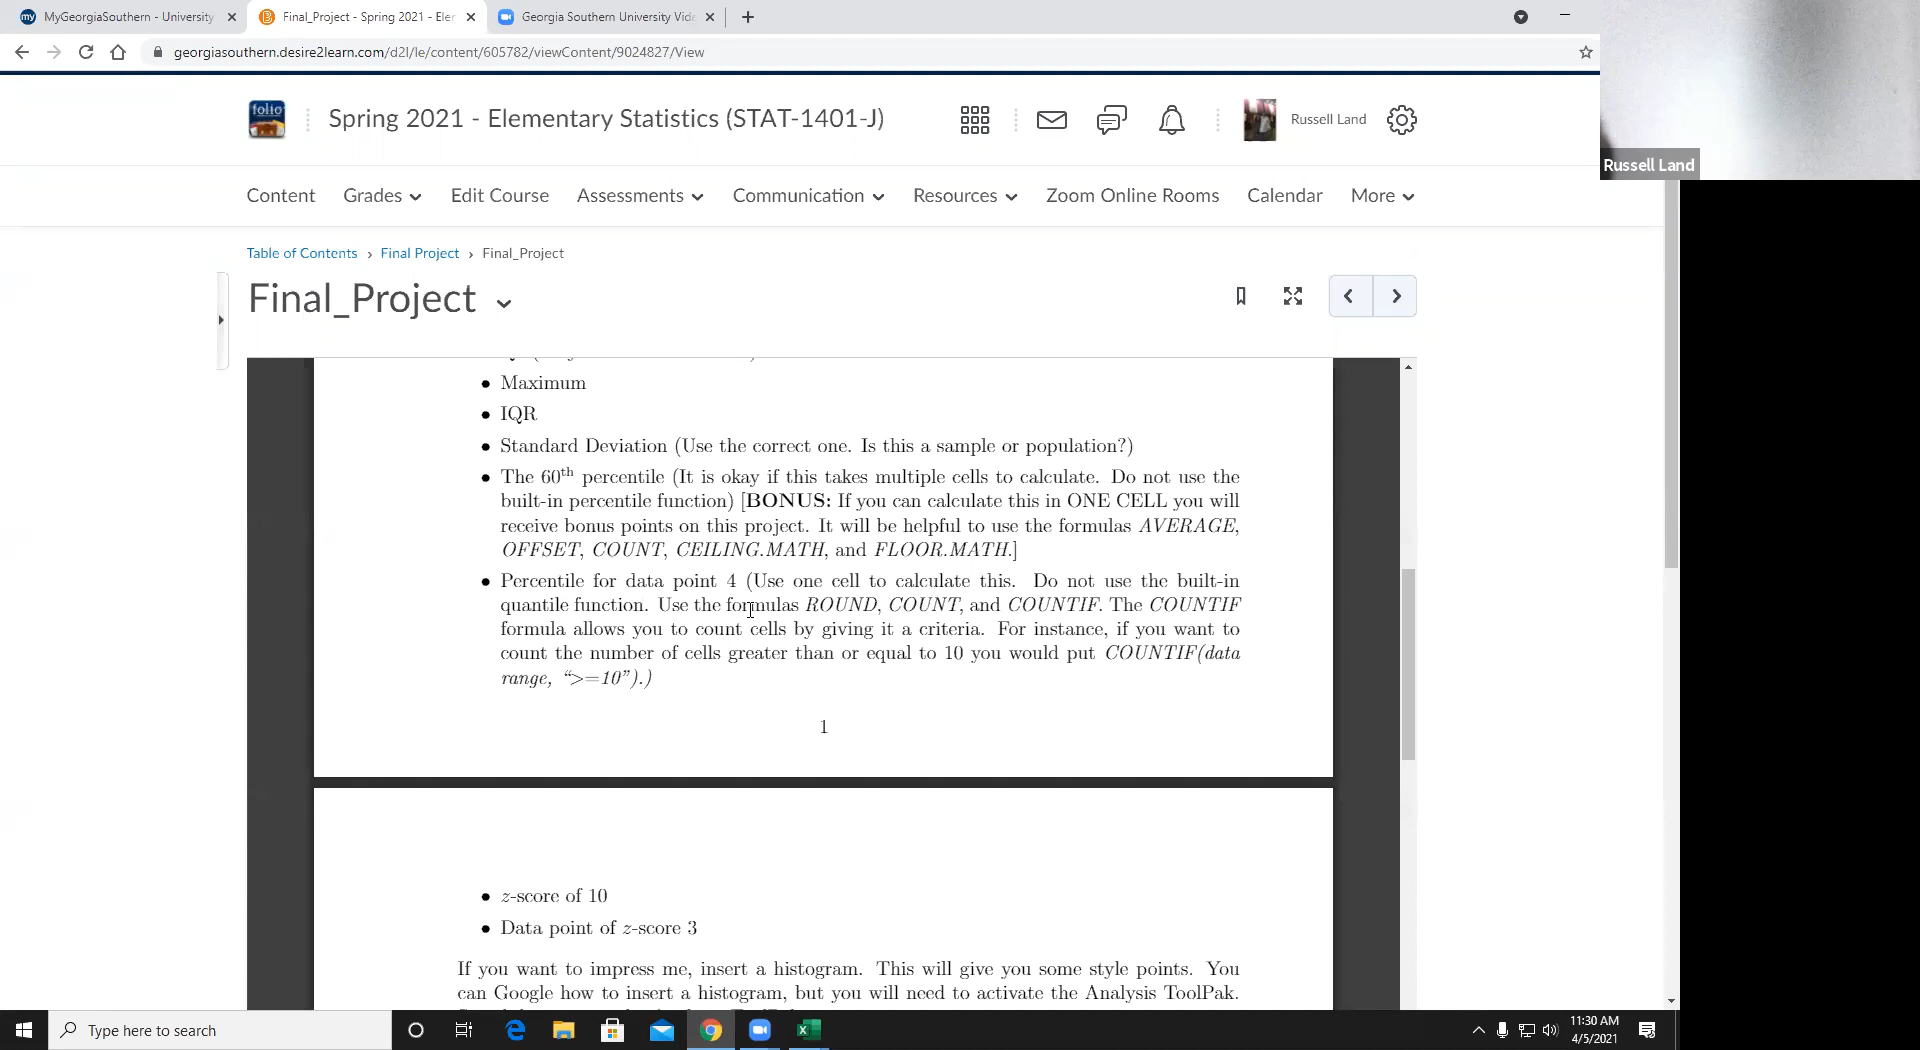 MyGeorgiaSouthern - University
Final_Project - Spring 2021 - Eler
Georgia Southern University Vide
georgiasouthern.desire2learn.com/d2l/le/content/605782/viewContent/9024827/View
folio
Spring 2021 - Elementary Statistics (STAT-1401-J)
Russell Land
Russell Land
Content Grades Edit Course Assessments Communication Resources Zoom Online Rooms Calendar More
Table of Contents › Final Project › Final_Project
Final_Project
• Maximum
• IQR
• Standard Deviation (Use the correct one. Is this a sample or population?)
• The 60th percentile (It is okay if this takes multiple cells to calculate. Do not use the
built-in percentile function) [BONUS: If you can calculate this in ONE CELL you will
receive bonus points on this project. It will be helpful to use the formulas AVERAGE,
OFFSET, COUNT, CEILING.MATH, and FLOOR.MATH.]
• Percentile for data point 4 (Use one cell to calculate this. Do not use the built-in
quantile function. Use the formulas ROUND, COUNT, and COUNTIF. The COUNTIF
formula allows you to count cells by giving it a criteria. For instance, if you want to
count the number of cells greater than or equal to 10 you would put COUNTIF(data
range, “>=10”).)
1
• z-score of 10
• Data point of z-score 3
If you want to impress me, insert a histogram. This will give you some style points. You
can Google how to insert a histogram, but you will need to activate the Analysis ToolPak.
Type here to search
11:30 AM
4/5/2021